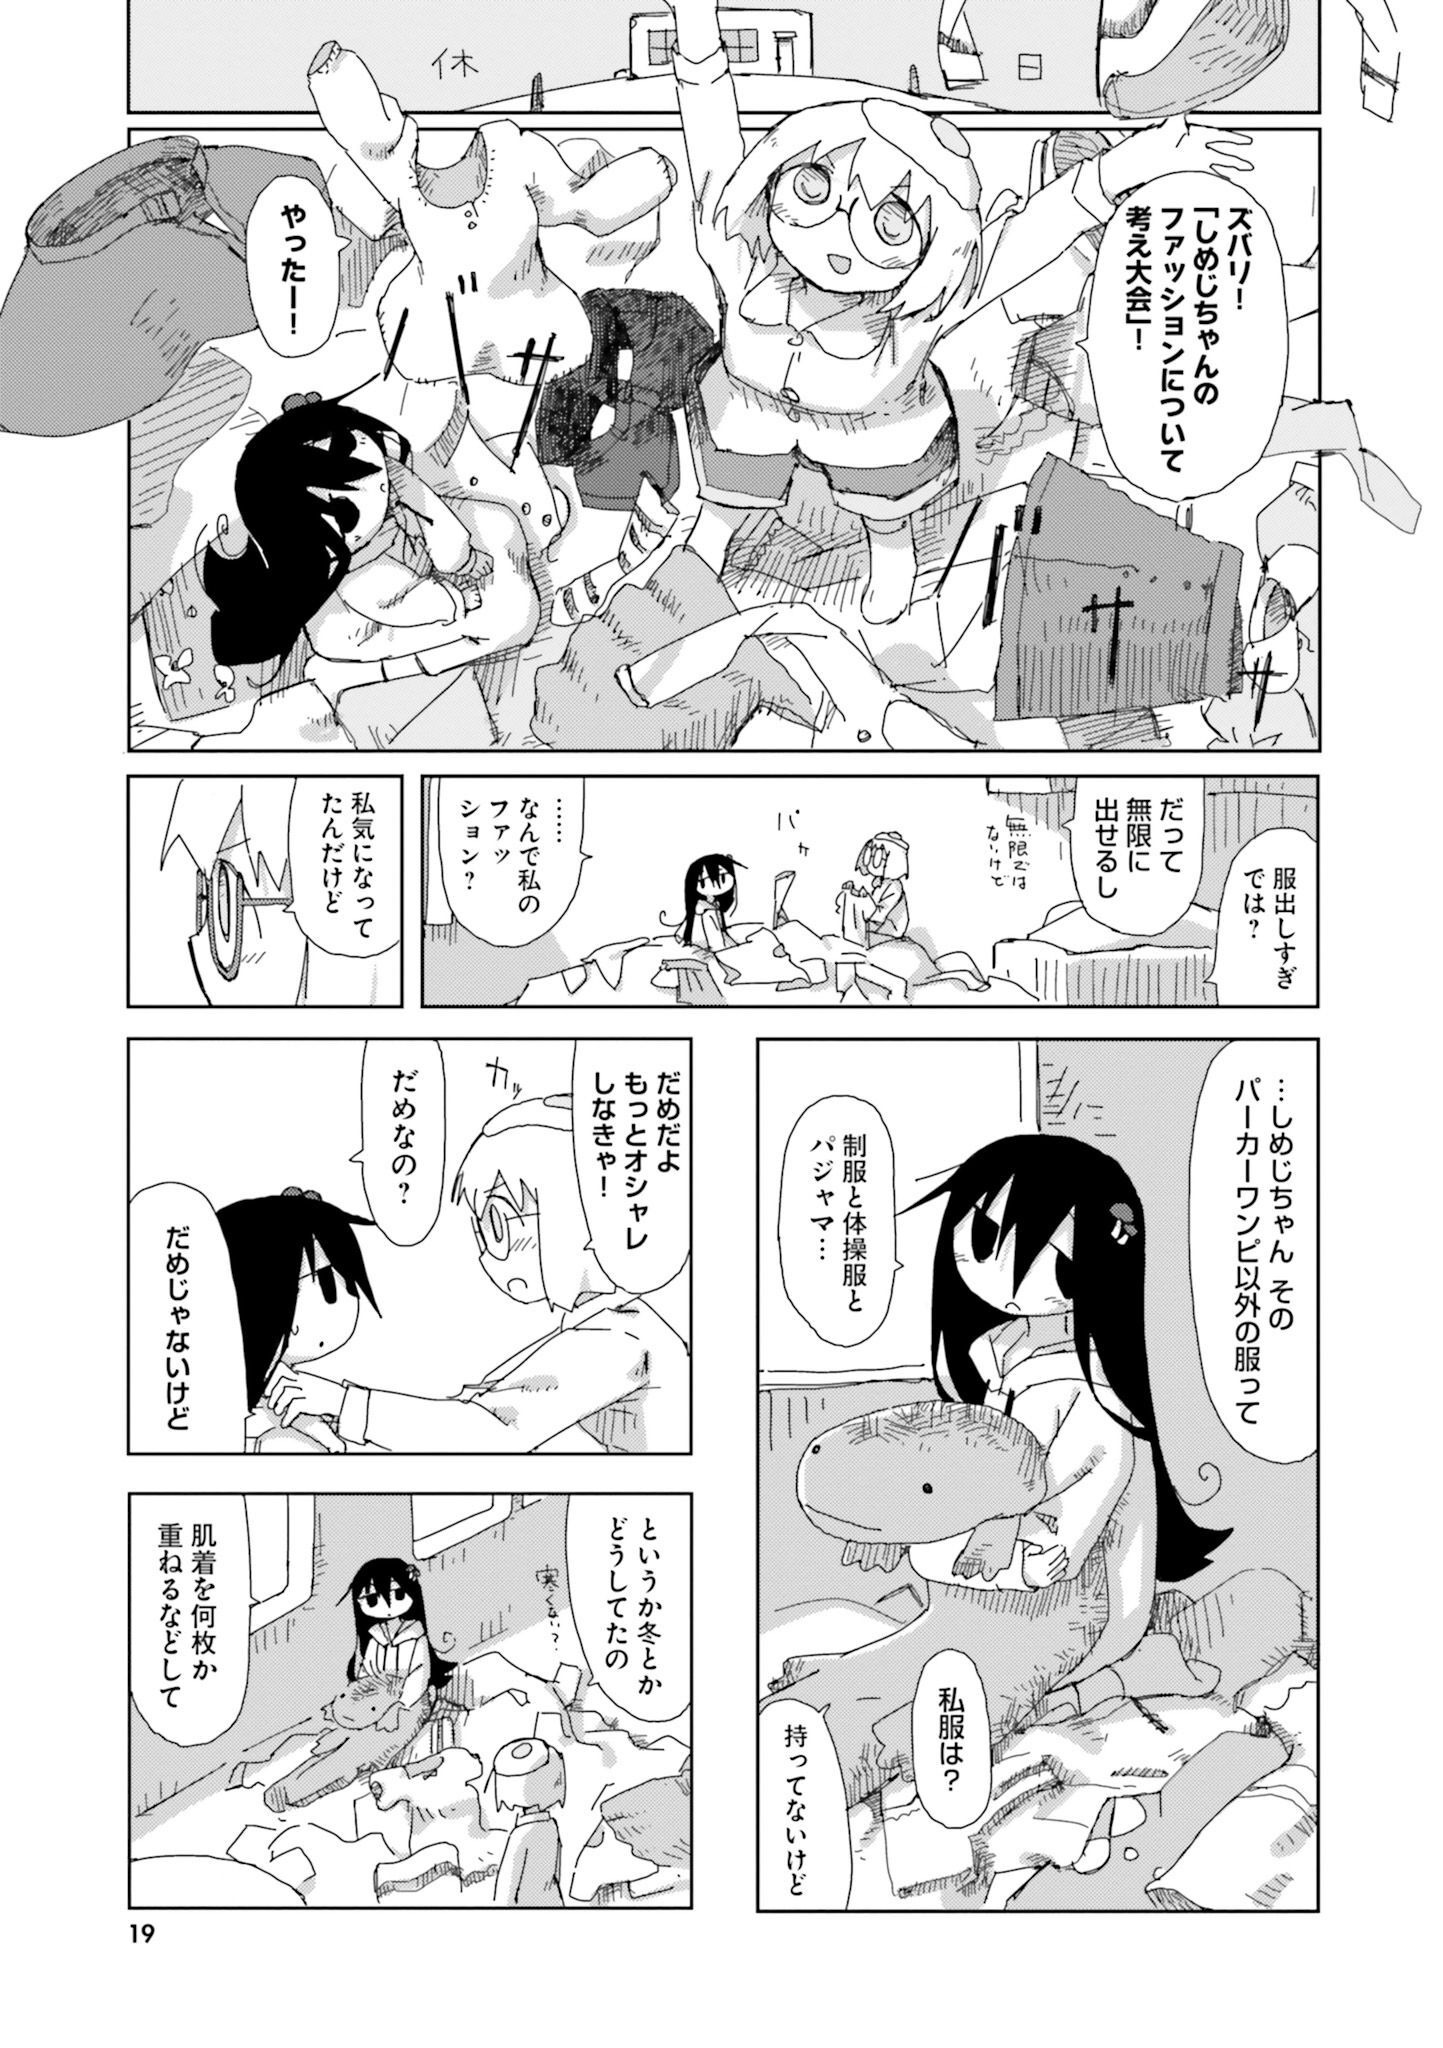 休
日
ズバリ!
「しめじちゃんの
ファッションについて
考え大会」!
やったー!
バ
サ
ーッ
服出しすぎ
では?
だって
無限に
出せるし
無限では
ないけど
パカ
……
なんで私の
ファッ
ション?
私気になって
たんだけど
…しめじちゃん その
パーカーワンピ以外の服って
制服と体操服と
パジャマ…
私服は?
持ってないけど
だめだよ
もっとオシャレ
しなきゃ!
カッ
だめなの?
だめじゃないけど
というか冬とか
どうしてたの
寒くない?
肌着を何枚か
重ねるなどして
19